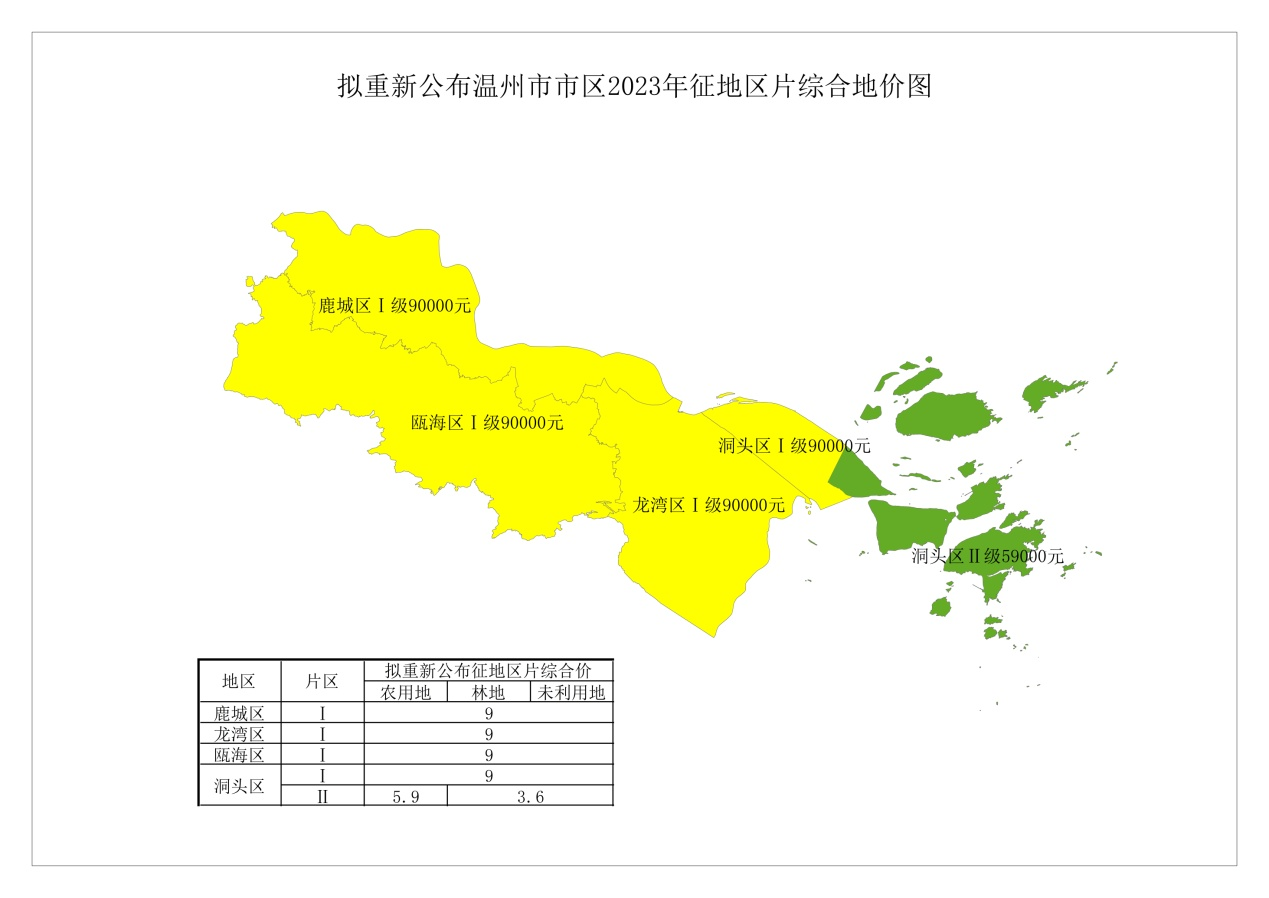 拟重新公布温州市市区2023年征地区片综合地价图
鹿城区Ⅰ级90000元
瓯海区Ⅰ级90000元
洞头区Ⅰ级90000元
龙湾区Ⅰ级90000元
洞头区Ⅱ级59000元
地区 片区 拟重新公布征地区片综合价
农用地 林地 未利用地
鹿城区 Ⅰ 9
龙湾区 Ⅰ 9
瓯海区 Ⅰ 9
洞头区 Ⅰ 9
Ⅱ 5.9 3.6